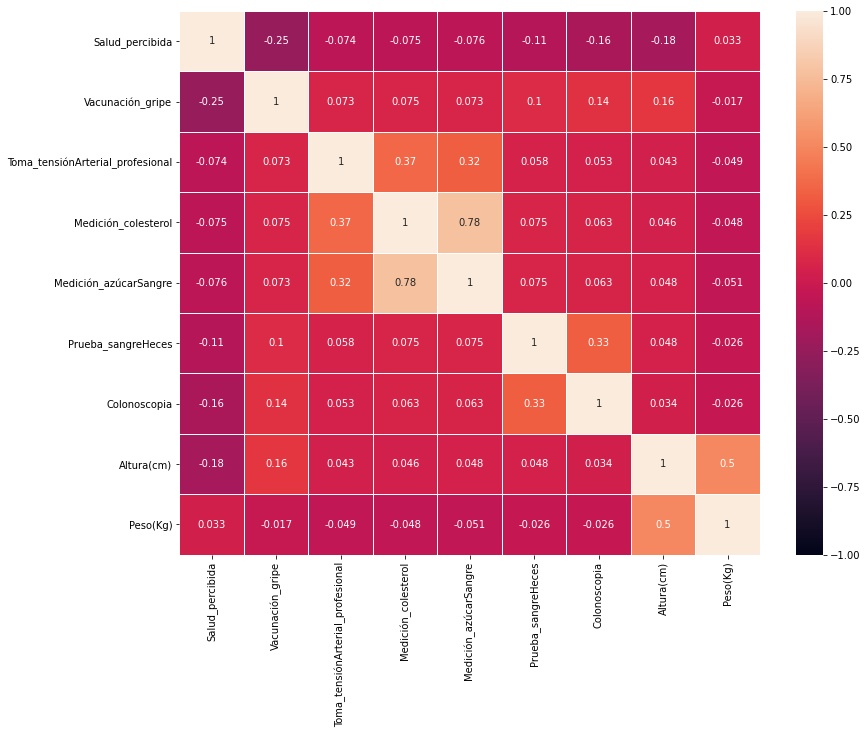 Salud_percibida 1 -0.25 -0.074 -0.075 -0.076 -0.11 -0.16 -0.18 0.033
Vacunación_gripe -0.25 1 0.073 0.075 0.073 0.1 0.14 0.16 -0.017
Toma_tensiónArterial_profesional -0.074 0.073 1 0.37 0.32 0.058 0.053 0.043 -0.049
Medición_colesterol -0.075 0.075 0.37 1 0.78 0.075 0.063 0.046 -0.048
Medición_azúcarSangre -0.076 0.073 0.32 0.78 1 0.075 0.063 0.048 -0.051
Prueba_sangreHeces -0.11 0.1 0.058 0.075 0.075 1 0.33 0.048 -0.026
Colonoscopia -0.16 0.14 0.053 0.063 0.063 0.33 1 0.034 -0.026
Altura(cm) -0.18 0.16 0.043 0.046 0.048 0.048 0.034 1 0.5
Peso(Kg) 0.033 -0.017 -0.049 -0.048 -0.051 -0.026 -0.026 0.5 1
Salud_percibida
Vacunación_gripe
Toma_tensiónArterial_profesional
Medición_colesterol
Medición_azúcarSangre
Prueba_sangreHeces
Colonoscopia
Altura(cm)
Peso(Kg)
1.00
0.75
0.50
0.25
0.00
−0.25
−0.50
−0.75
−1.00